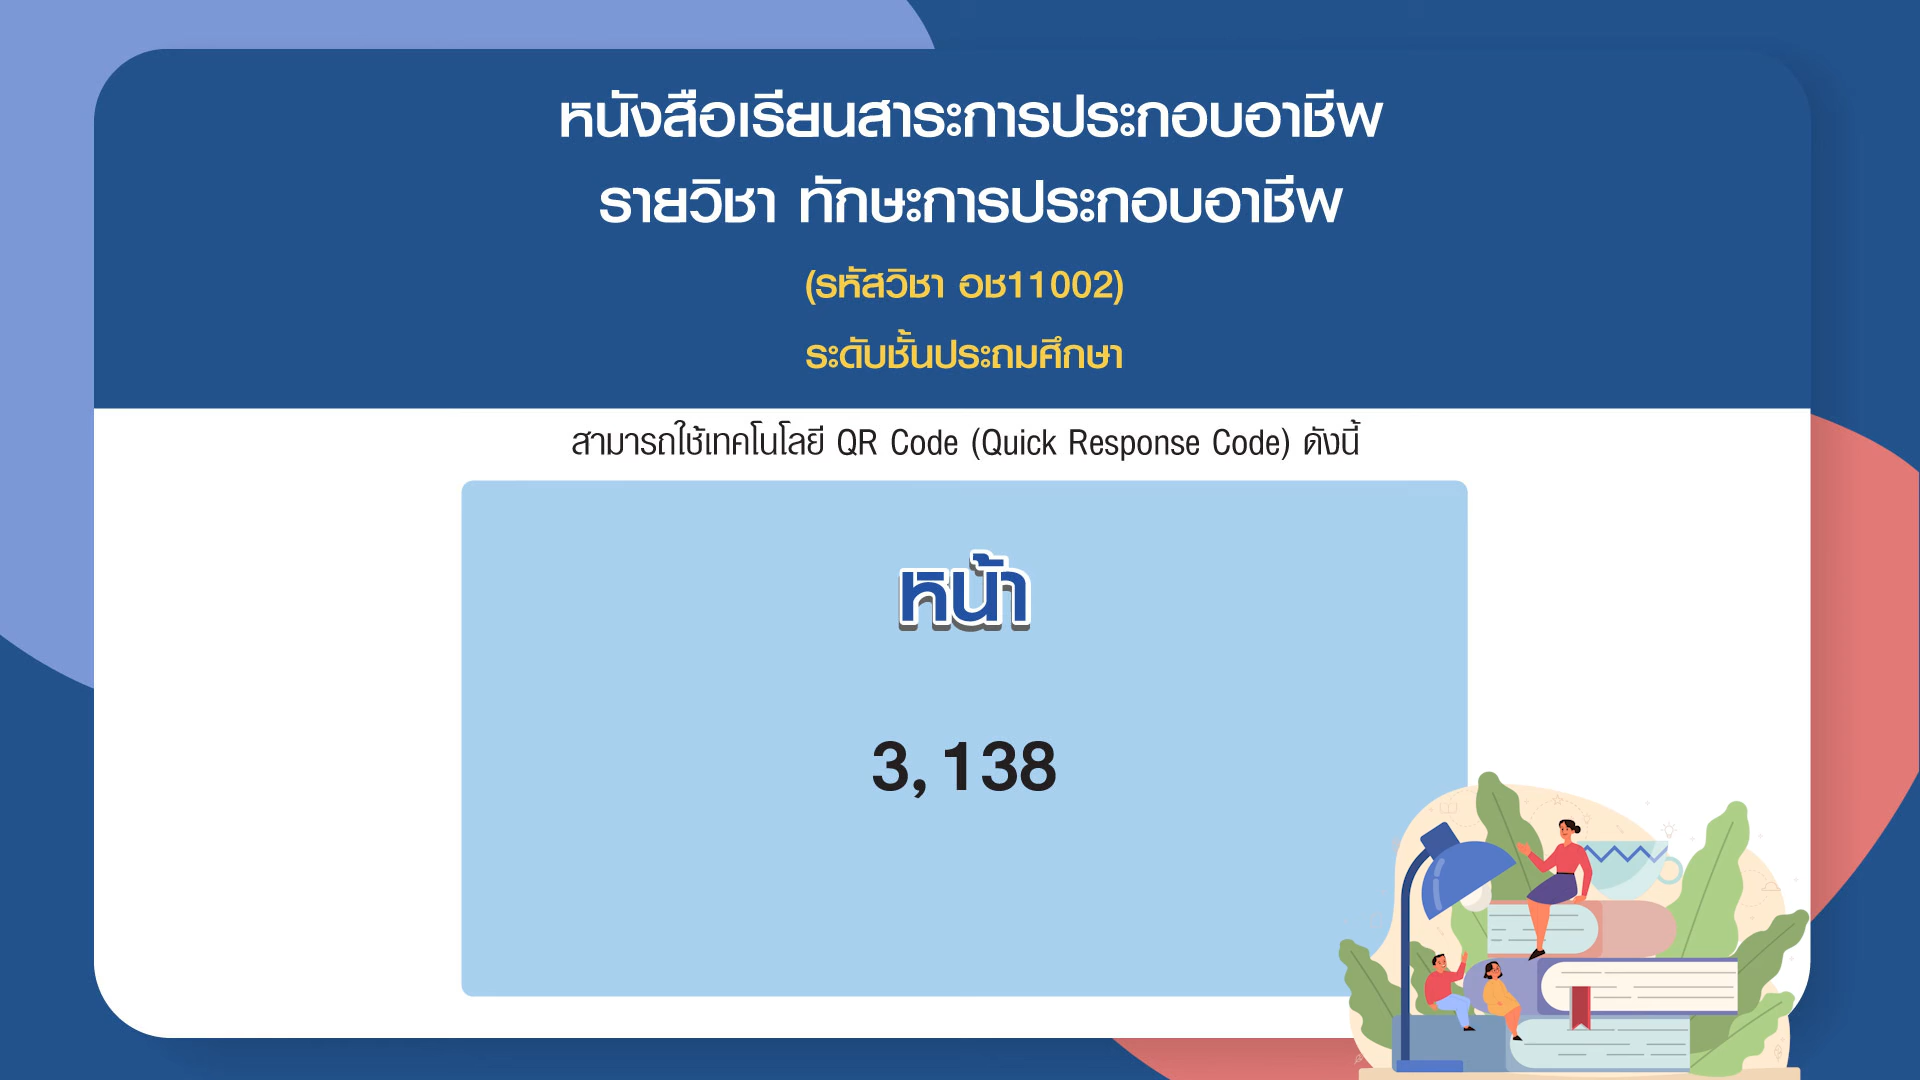 หนังสือเรียนสาระการประกอบอาชีพ
รายวิชา ทักษะการประกอบอาชีพ
(รหัสวิชา อช11002)
ระดับชั้นประถมศึกษา
สามารถใช้เทคโนโลยี QR Code (Quick Response Code) ดังนี้
หน้า
3, 138